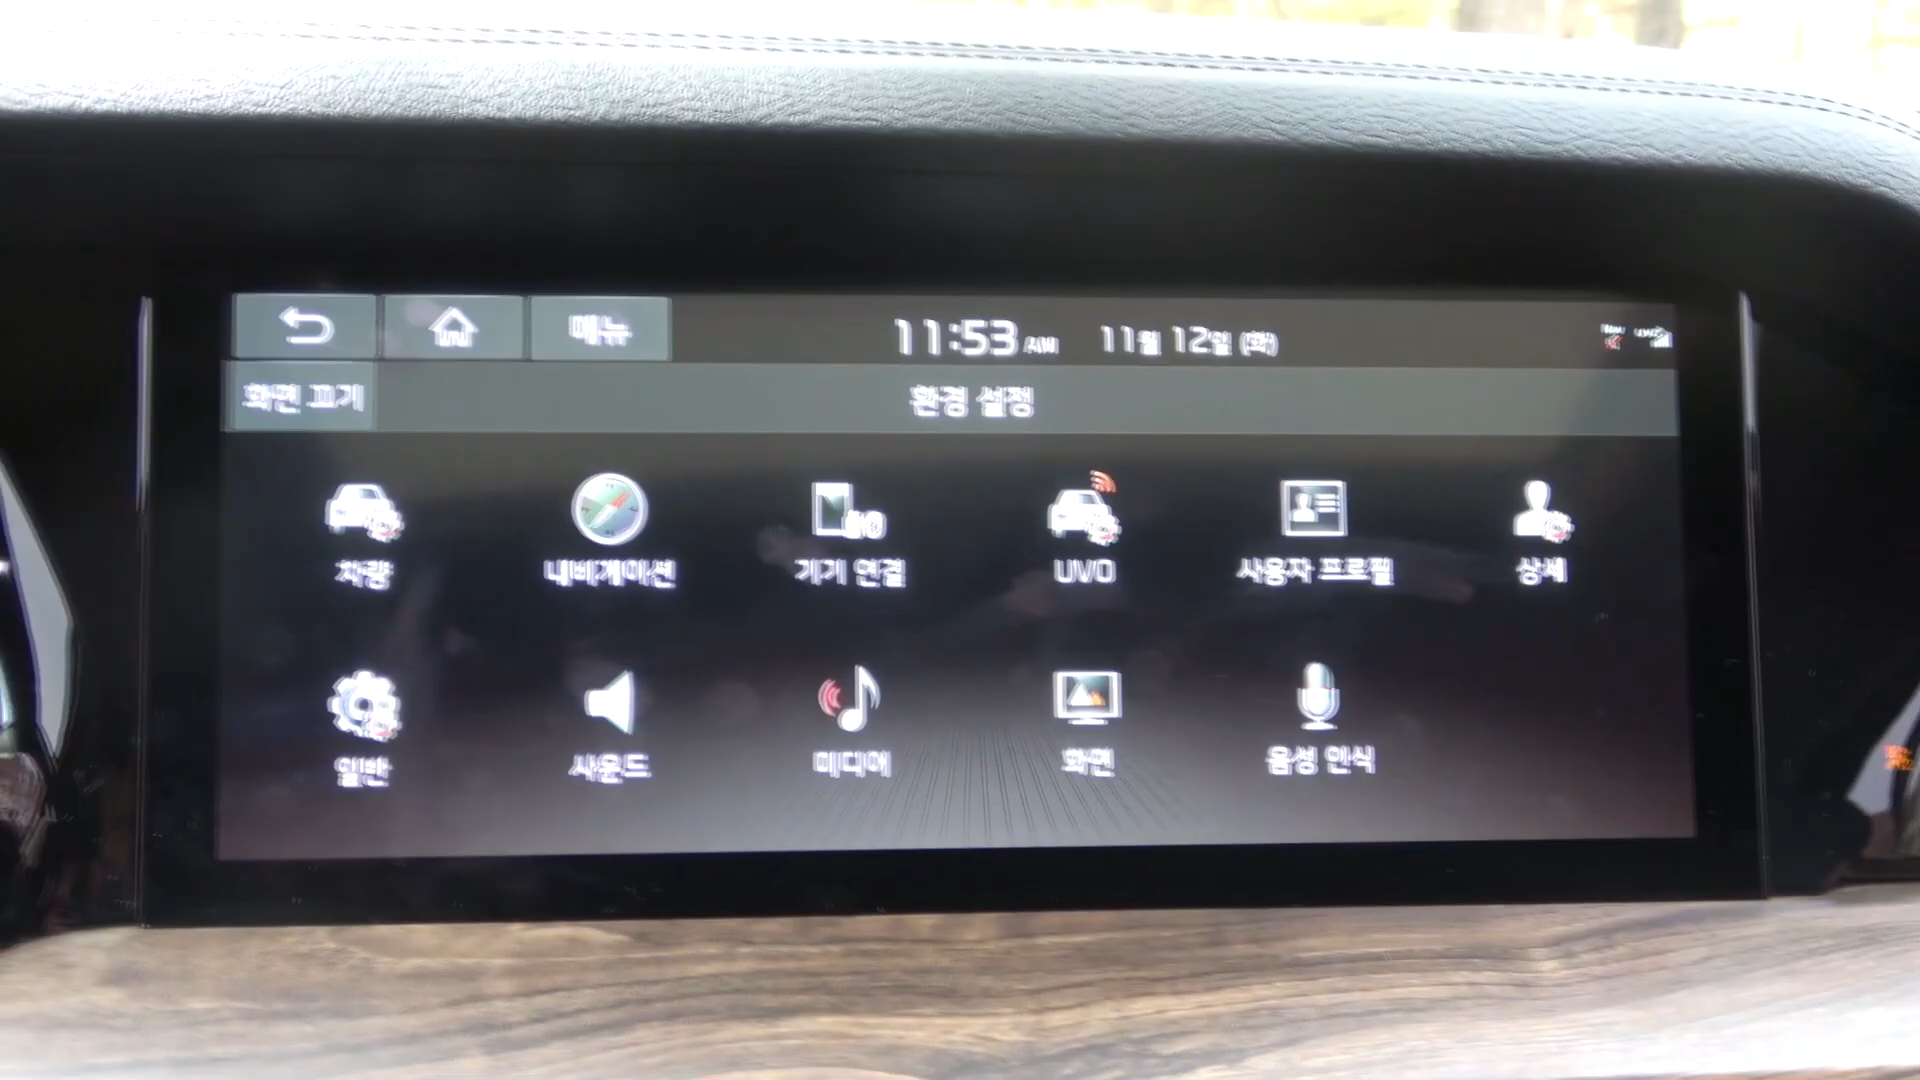 메뉴
11:53 AM 11월 12일 (화)
화면 끄기
환경 설정
차량
내비게이션
기기 연결
UVO
사용자 프로필
상세
일반
사운드
미디어
화면
음성 인식